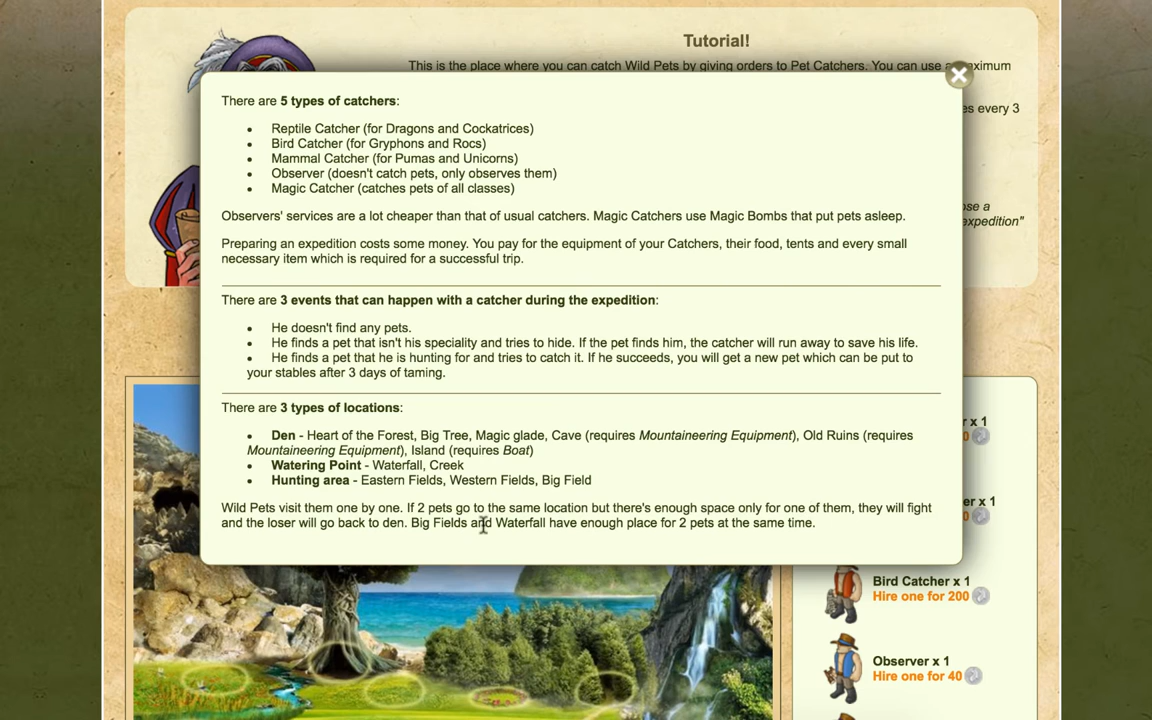 Tutorial!
This is the place where you can catch Wild Pets by giving orders to Pet Catchers. You can use a maximum
es every 3
ose a
expedition"
There are 5 types of catchers:
Reptile Catcher (for Dragons and Cockatrices)
Bird Catcher (for Gryphons and Rocs)
Mammal Catcher (for Pumas and Unicorns)
Observer (doesn't catch pets, only observes them)
Magic Catcher (catches pets of all classes)
Observers' services are a lot cheaper than that of usual catchers. Magic Catchers use Magic Bombs that put pets asleep.
Preparing an expedition costs some money. You pay for the equipment of your Catchers, their food, tents and every small
necessary item which is required for a successful trip.
There are 3 events that can happen with a catcher during the expedition:
He doesn't find any pets.
He finds a pet that isn't his speciality and tries to hide. If the pet finds him, the catcher will run away to save his life.
He finds a pet that he is hunting for and tries to catch it. If he succeeds, you will get a new pet which can be put to
your stables after 3 days of taming.
There are 3 types of locations:
Den - Heart of the Forest, Big Tree, Magic glade, Cave (requires Mountaineering Equipment), Old Ruins (requires
Mountaineering Equipment), Island (requires Boat)
Watering Point - Waterfall, Creek
Hunting area - Eastern Fields, Western Fields, Big Field
Wild Pets visit them one by one. If 2 pets go to the same location but there's enough space only for one of them, they will fight
and the loser will go back to den. Big Fields and Waterfall have enough place for 2 pets at the same time.
r x 1
0
er x 1
0
Bird Catcher x 1
Hire one for 200
Observer x 1
Hire one for 40